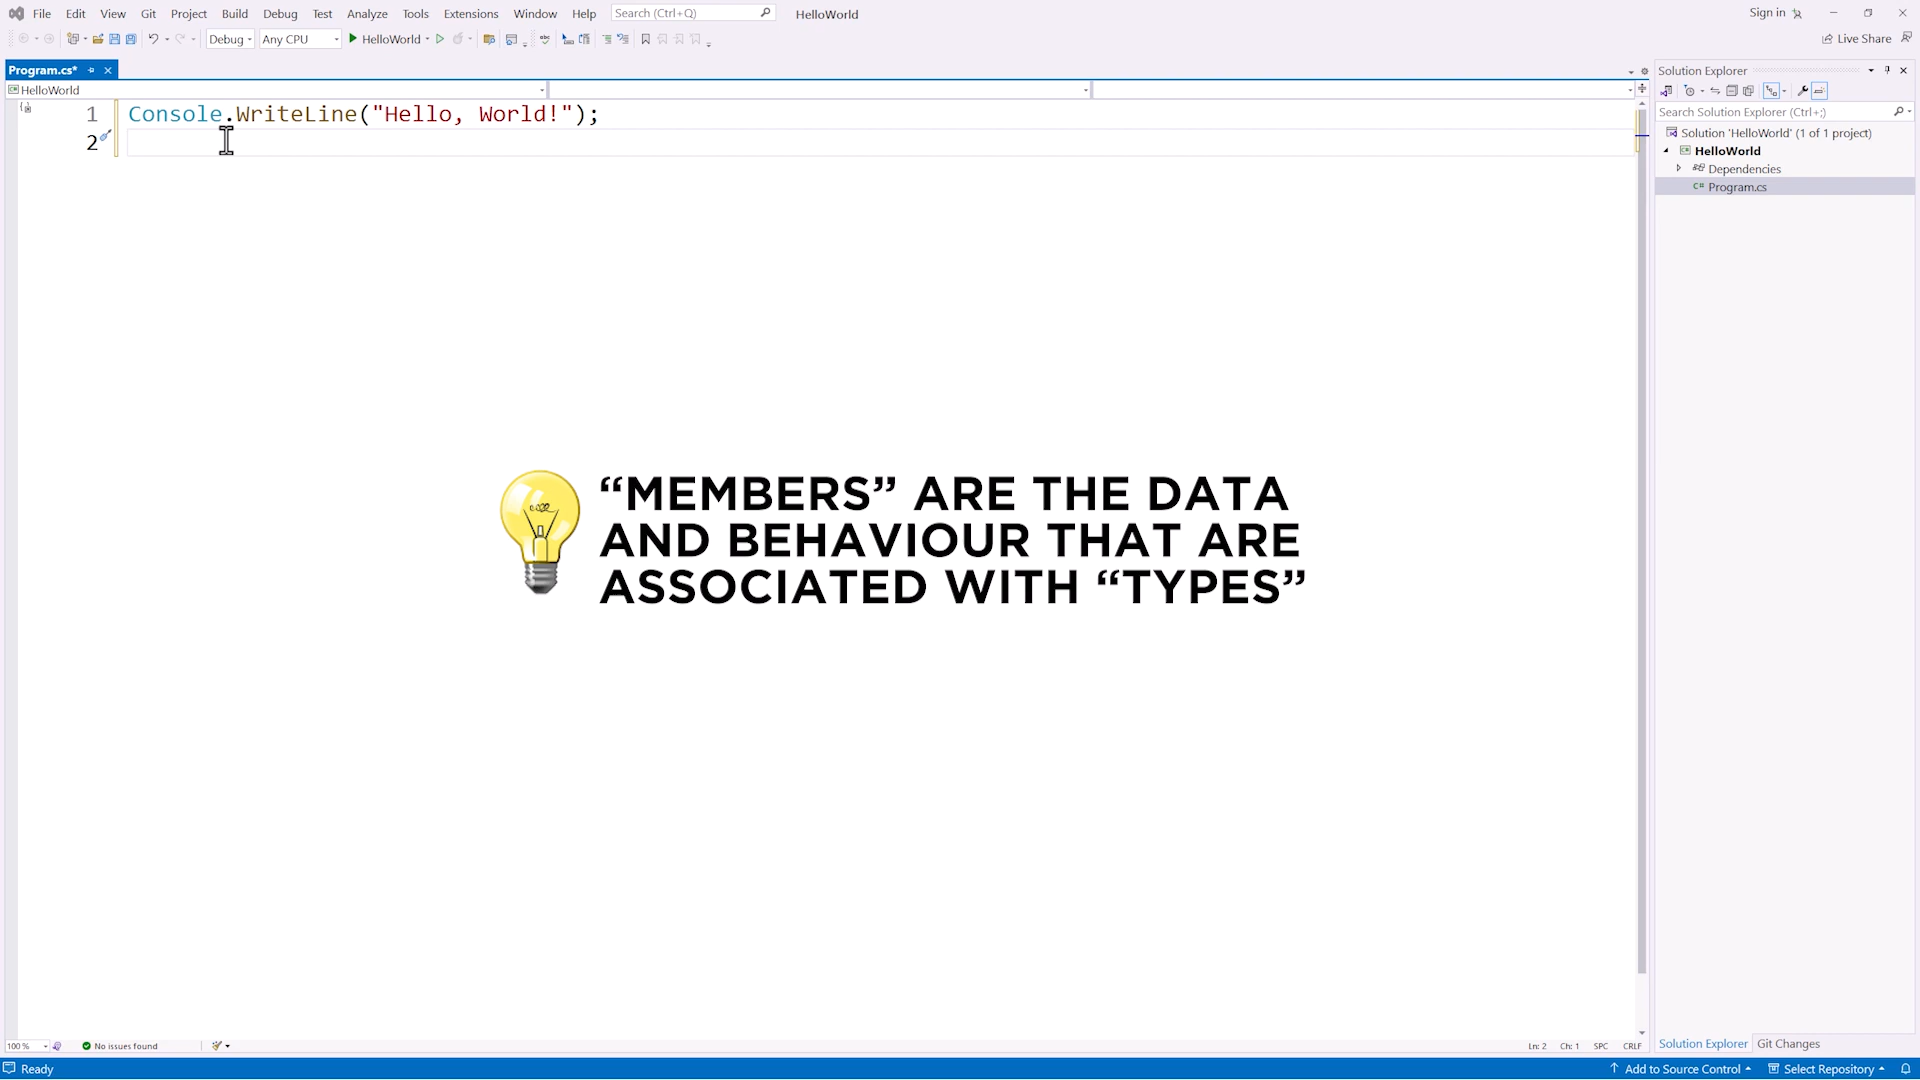 File Edit View Git Project Build Debug Test Analyze Tools Extensions Window Help Search (Ctrl+Q) HelloWorld Sign in
Debug Any CPU HelloWorld Live Share
Program.cs* Solution Explorer
HelloWorld
Search Solution Explorer (Ctrl+;)
1 Console.WriteLine("Hello, World!");
2
Solution 'HelloWorld' (1 of 1 project)
HelloWorld
Dependencies
C# Program.cs
“MEMBERS” ARE THE DATA
AND BEHAVIOUR THAT ARE
ASSOCIATED WITH “TYPES”
100 % No issues found Ln: 2 Ch: 1 SPC CRLF
Solution Explorer Git Changes
Ready Add to Source Control Select Repository